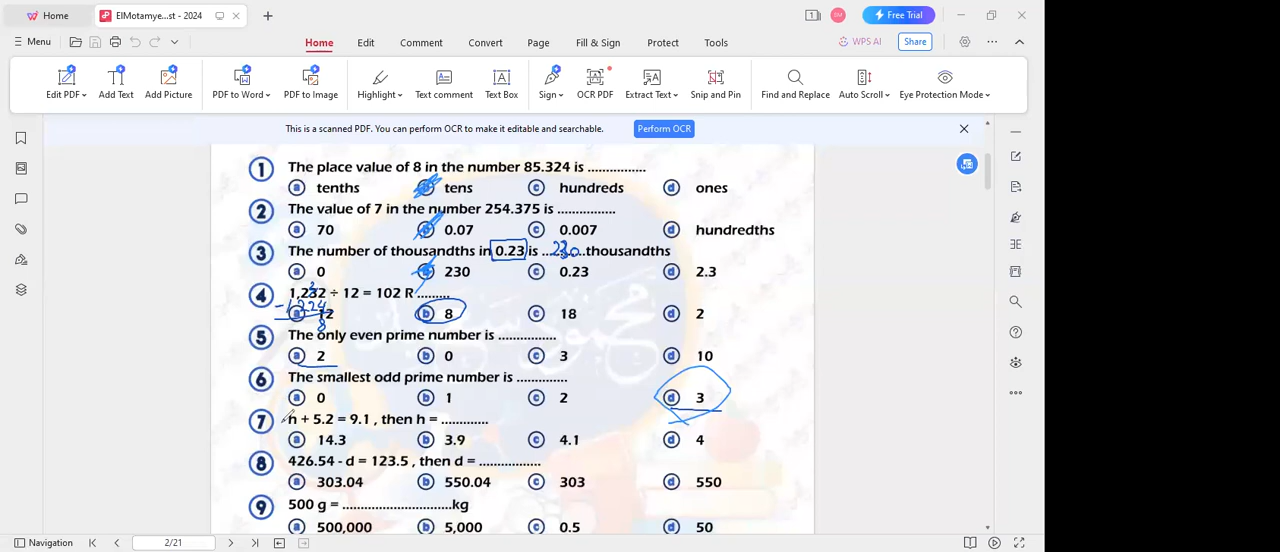 Home
ElMotamye...st - 2024
1
DM
Free Trial
Menu
Home
Edit
Comment
Convert
Page
Fill & Sign
Protect
Tools
WPS AI
Share
Edit PDF
Add Text
Add Picture
PDF to Word
PDF to Image
Highlight
Text comment
Text Box
Sign
OCR PDF
Extract Text
Snip and Pin
Find and Replace
Auto Scroll
Eye Protection Mode
This is a scanned PDF. You can perform OCR to make it editable and searchable.
Perform OCR
1 The place value of 8 in the number 85.324 is ................
a tenths tens c hundreds d ones
2 The value of 7 in the number 254.375 is ................
a 70 0.07 c 0.007 d hundredths
3 The number of thousandths in 0.23 is ...230...thousandths
a 0 230 c 0.23 d 2.3
4 1,232 ÷ 12 = 102 R .........
- 1,224
a 12 b 8 c 18 d 2
8
5 The only even prime number is ................
a 2 b 0 c 3 d 10
6 The smallest odd prime number is ..............
a 0 b 1 c 2 d 3
7 h + 5.2 = 9.1 , then h = .............
a 14.3 b 3.9 c 4.1 d 4
8 426.54 - d = 123.5 , then d = .................
a 303.04 b 550.04 c 303 d 550
9 500 g = ..............................kg
a 500,000 b 5,000 c 0.5 d 50
Navigation
2/21